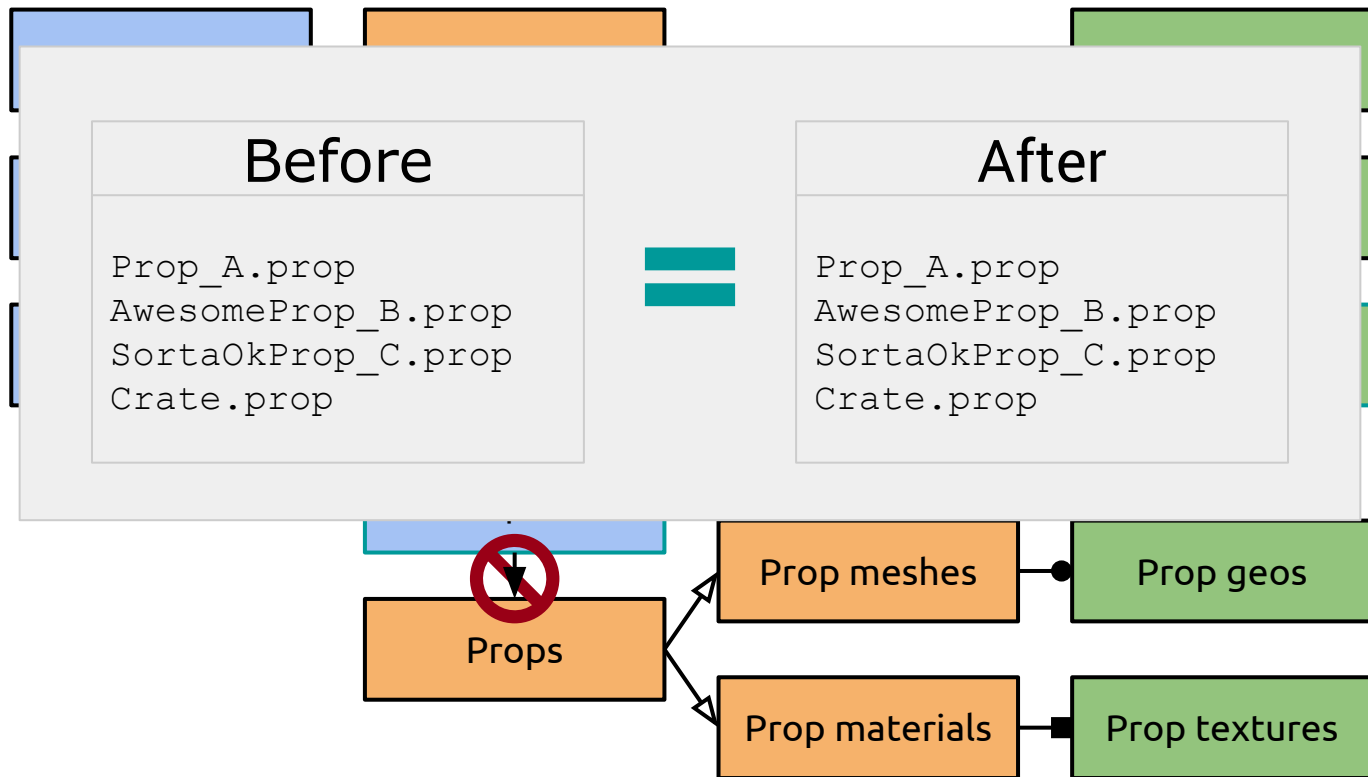 Before
Prop_A.prop
AwesomeProp_B.prop
SortaOkProp_C.prop
Crate.prop
After
Prop_A.prop
AwesomeProp_B.prop
SortaOkProp_C.prop
Crate.prop
Prop meshes
Prop geos
Props
Prop materials
Prop textures